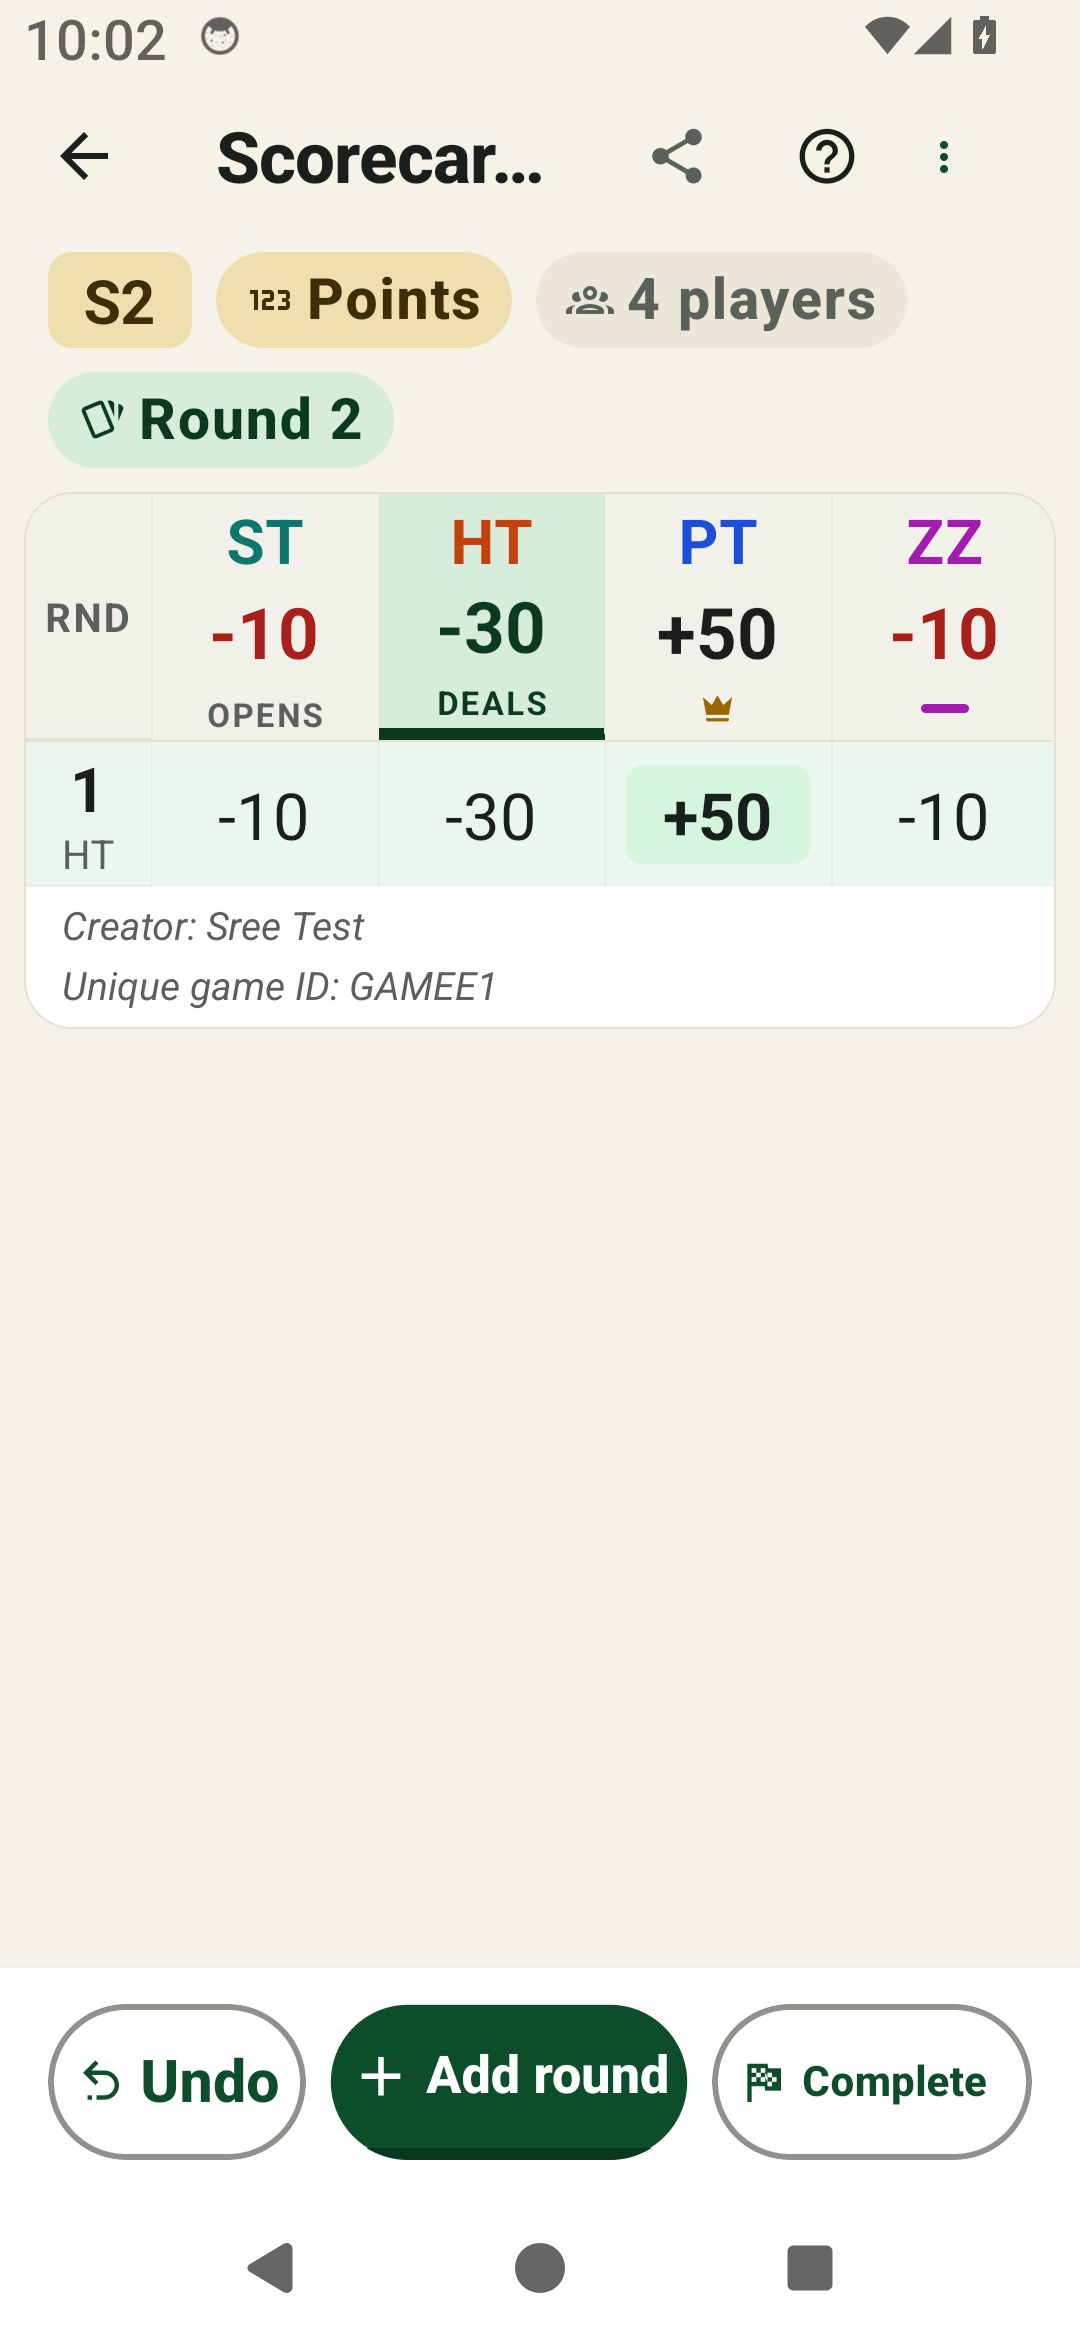 10:02
Scorecar...
S2
123 Points
4 players
Round 2
RND
ST
HT
PT
ZZ
-10
-30
+50
-10
OPENS
DEALS
1
HT
-10
-30
+50
-10
Creator: Sree Test
Unique game ID: GAMEE1
Undo
+ Add round
Complete